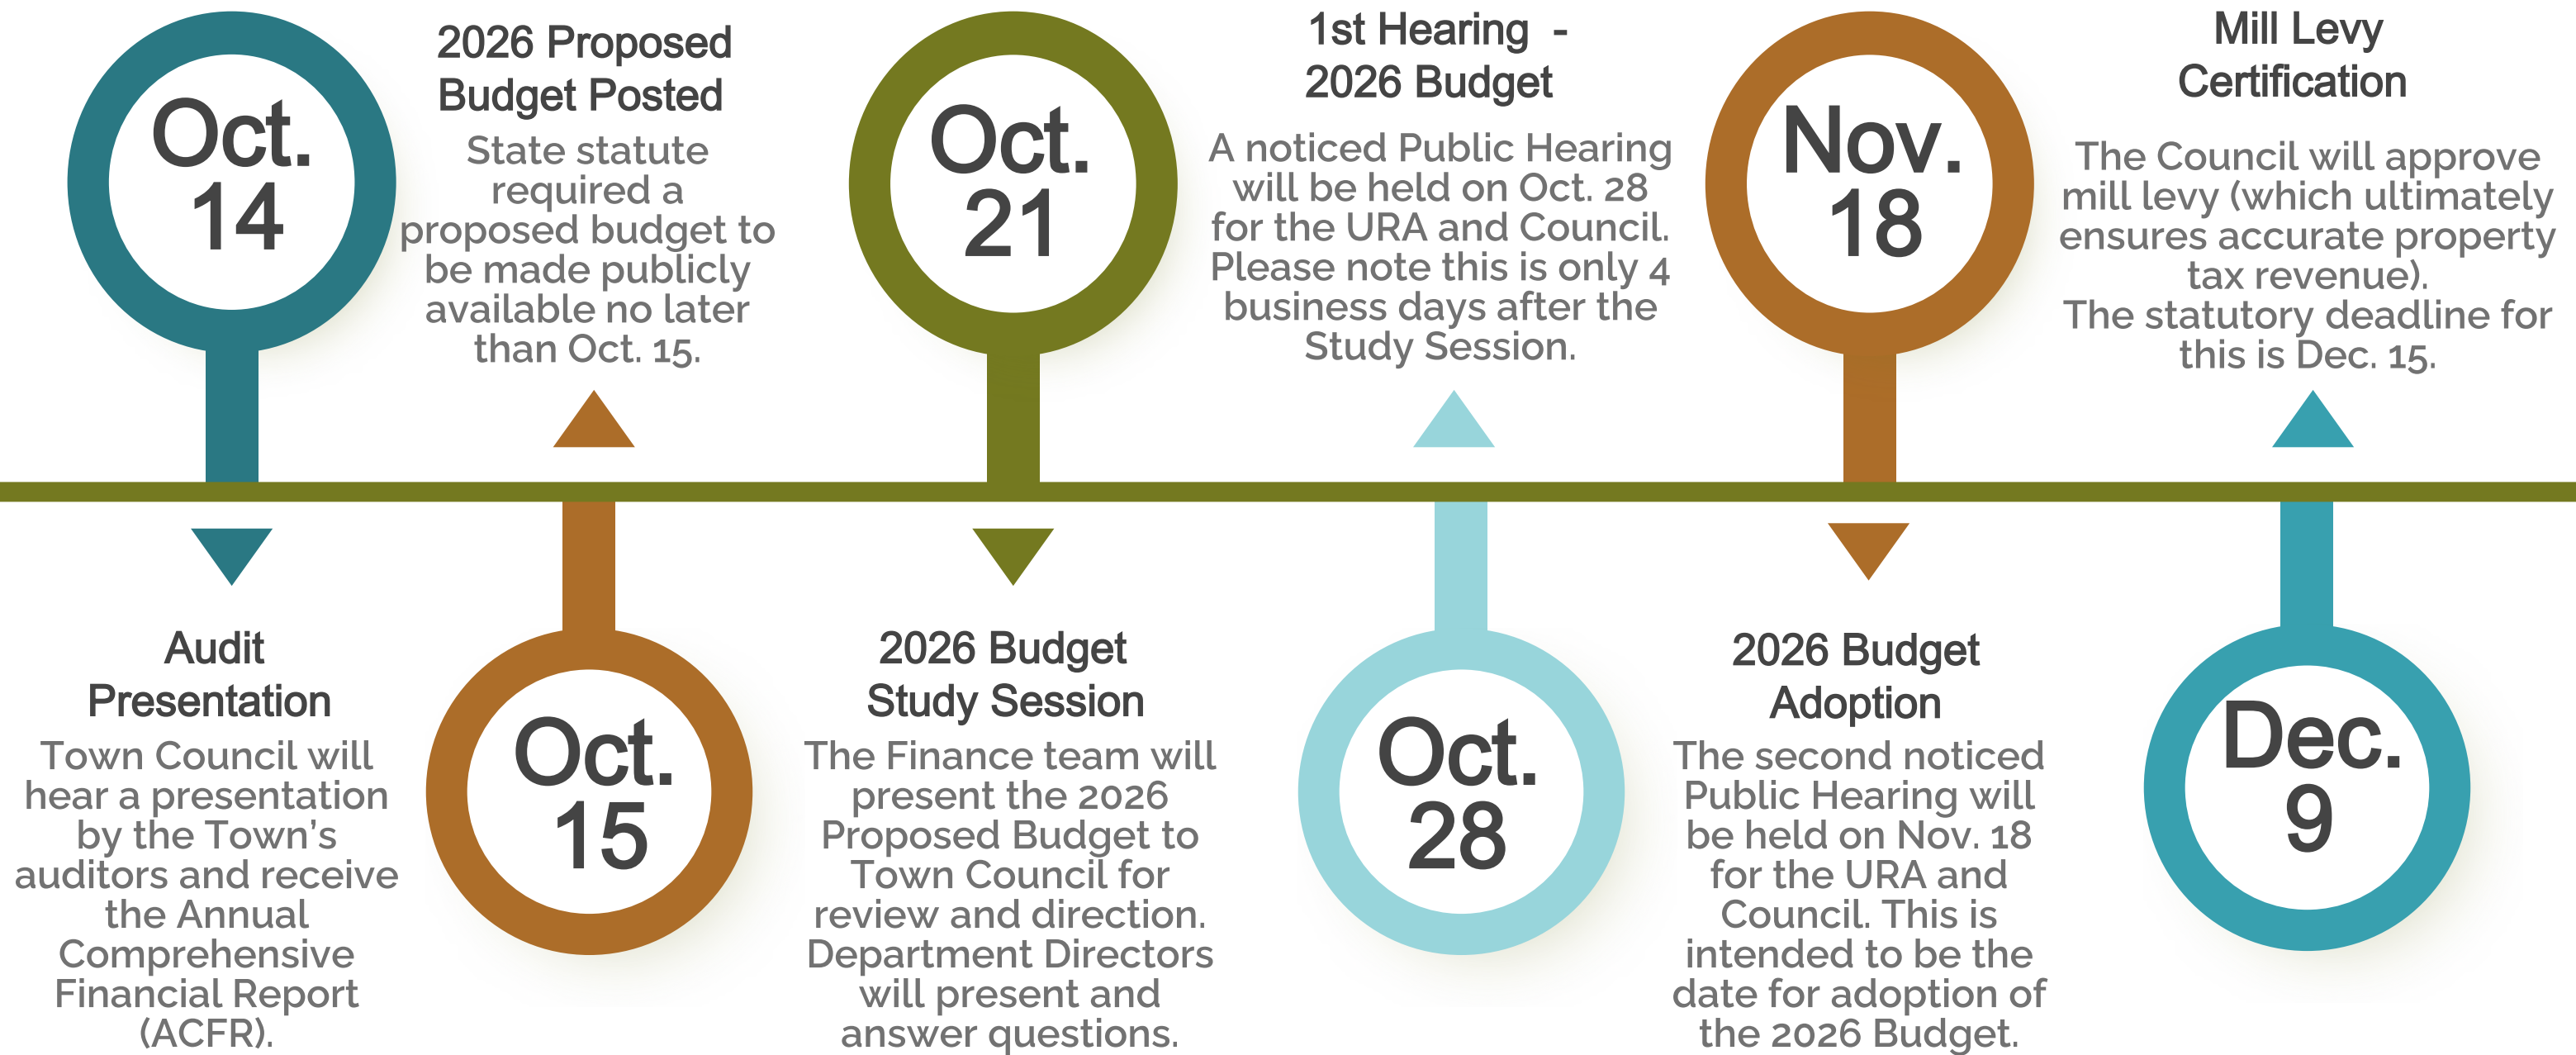 Oct.
14
Audit
Presentation
Town Council will
hear a presentation
by the Town's
auditors and receive
the Annual
Comprehensive
Financial Report
(ACFR).
2026 Proposed
Budget Posted
State statute
required a
proposed budget to
be made publicly
available no later
than Oct. 15.
Oct.
15
Oct.
21
2026 Budget
Study Session
The Finance team will
present the 2026
Proposed Budget to
Town Council for
review and direction.
Department Directors
will present and
answer questions.
1st Hearing -
2026 Budget
A noticed Public Hearing
will be held on Oct. 28
for the URA and Council.
Please note this is only 4
business days after the
Study Session.
Oct.
28
Nov.
18
2026 Budget
Adoption
The second noticed
Public Hearing will
be held on Nov. 18
for the URA and
Council. This is
intended to be the
date for adoption of
the 2026 Budget.
Mill Levy
Certification
The Council will approve
mill levy (which ultimately
ensures accurate property
tax revenue).
The statutory deadline for
this is Dec. 15.
Dec.
9